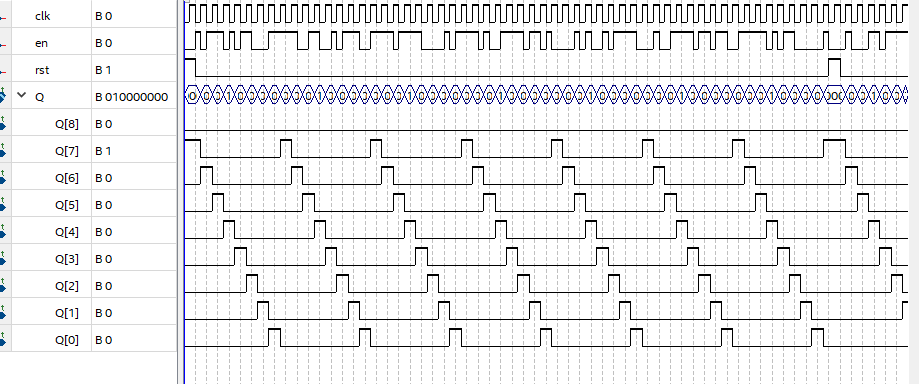 clk B 0
en B 0
rst B 1
Q B 010000000
Q[8] B 0
Q[7] B 1
Q[6] B 0
Q[5] B 0
Q[4] B 0
Q[3] B 0
Q[2] B 0
Q[1] B 0
Q[0] B 0